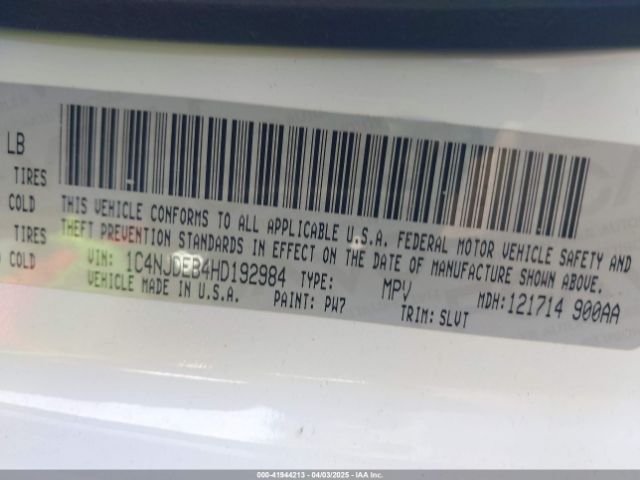 LB
TIRES
COLD
TIRES
COLD
THIS VEHICLE CONFORMS TO ALL APPLICABLE U.S.A. FEDERAL MOTOR VEHICLE SAFETY AND
THEFT PREVENTION STANDARDS IN EFFECT ON THE DATE OF MANUFACTURE SHOWN ABOVE.
VIN: 1C4NJDEB4HD192984 TYPE: MPV MDH: 121714 900AA
VEHICLE MADE IN U.S.A. PAINT: PW7 TRIM: SLVT
000-41944213 - 04/03/2025 - IAA Inc.